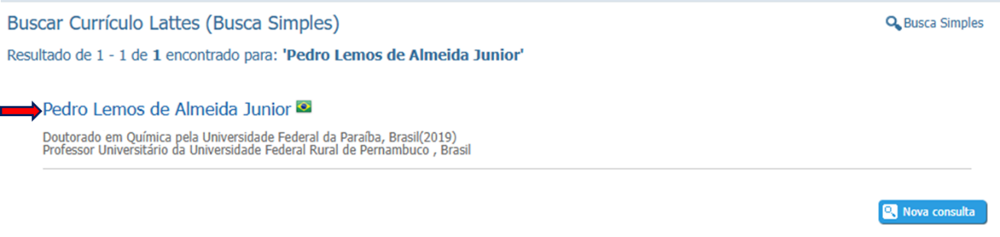 Buscar Currículo Lattes (Busca Simples)
Busca Simples
Resultado de 1 - 1 de 1 encontrado para: 'Pedro Lemos de Almeida Junior'
Pedro Lemos de Almeida Junior
Doutorado em Química pela Universidade Federal da Paraíba, Brasil(2019)
Professor Universitário da Universidade Federal Rural de Pernambuco , Brasil
Nova consulta